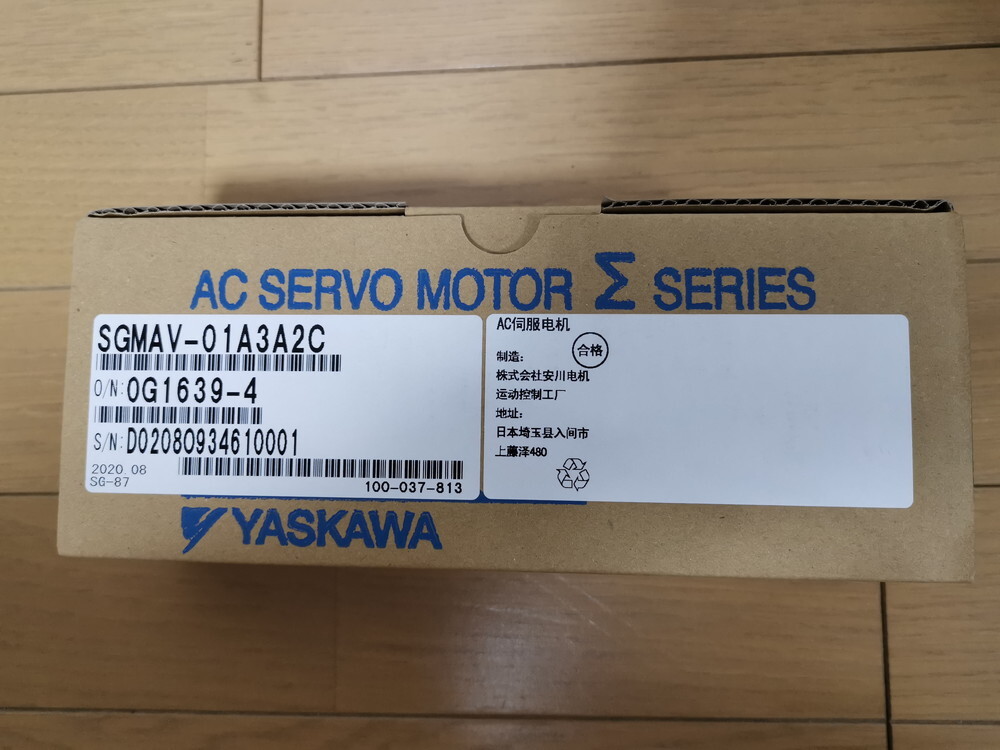 AC SERVO MOTOR Σ SERIES
SGMAV-01A3A2C
O/N:0G1639-4
S/N:D02080934610001
2020 08
SG-87
100-037-813
AC伺服电机
合格
制造:
株式会社安川电机
运动控制工厂
地址:
日本埼玉县入间市
上藤泽480
YASKAWA